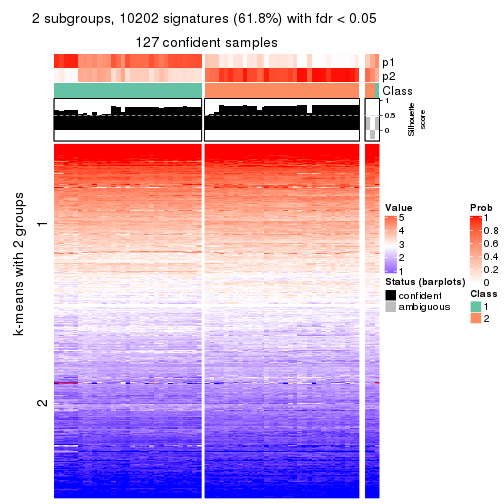 2 subgroups, 10202 signatures (61.8%) with fdr < 0.05
127 confident samples
p1
p2
Class
1
0.5
0
Silhouette
score
k-means with 2 groups
1
2
Value
5
4
3
2
1
Status (barplots)
confident
ambiguous
Prob
1
0.8
0.6
0.4
0.2
0
Class
1
2